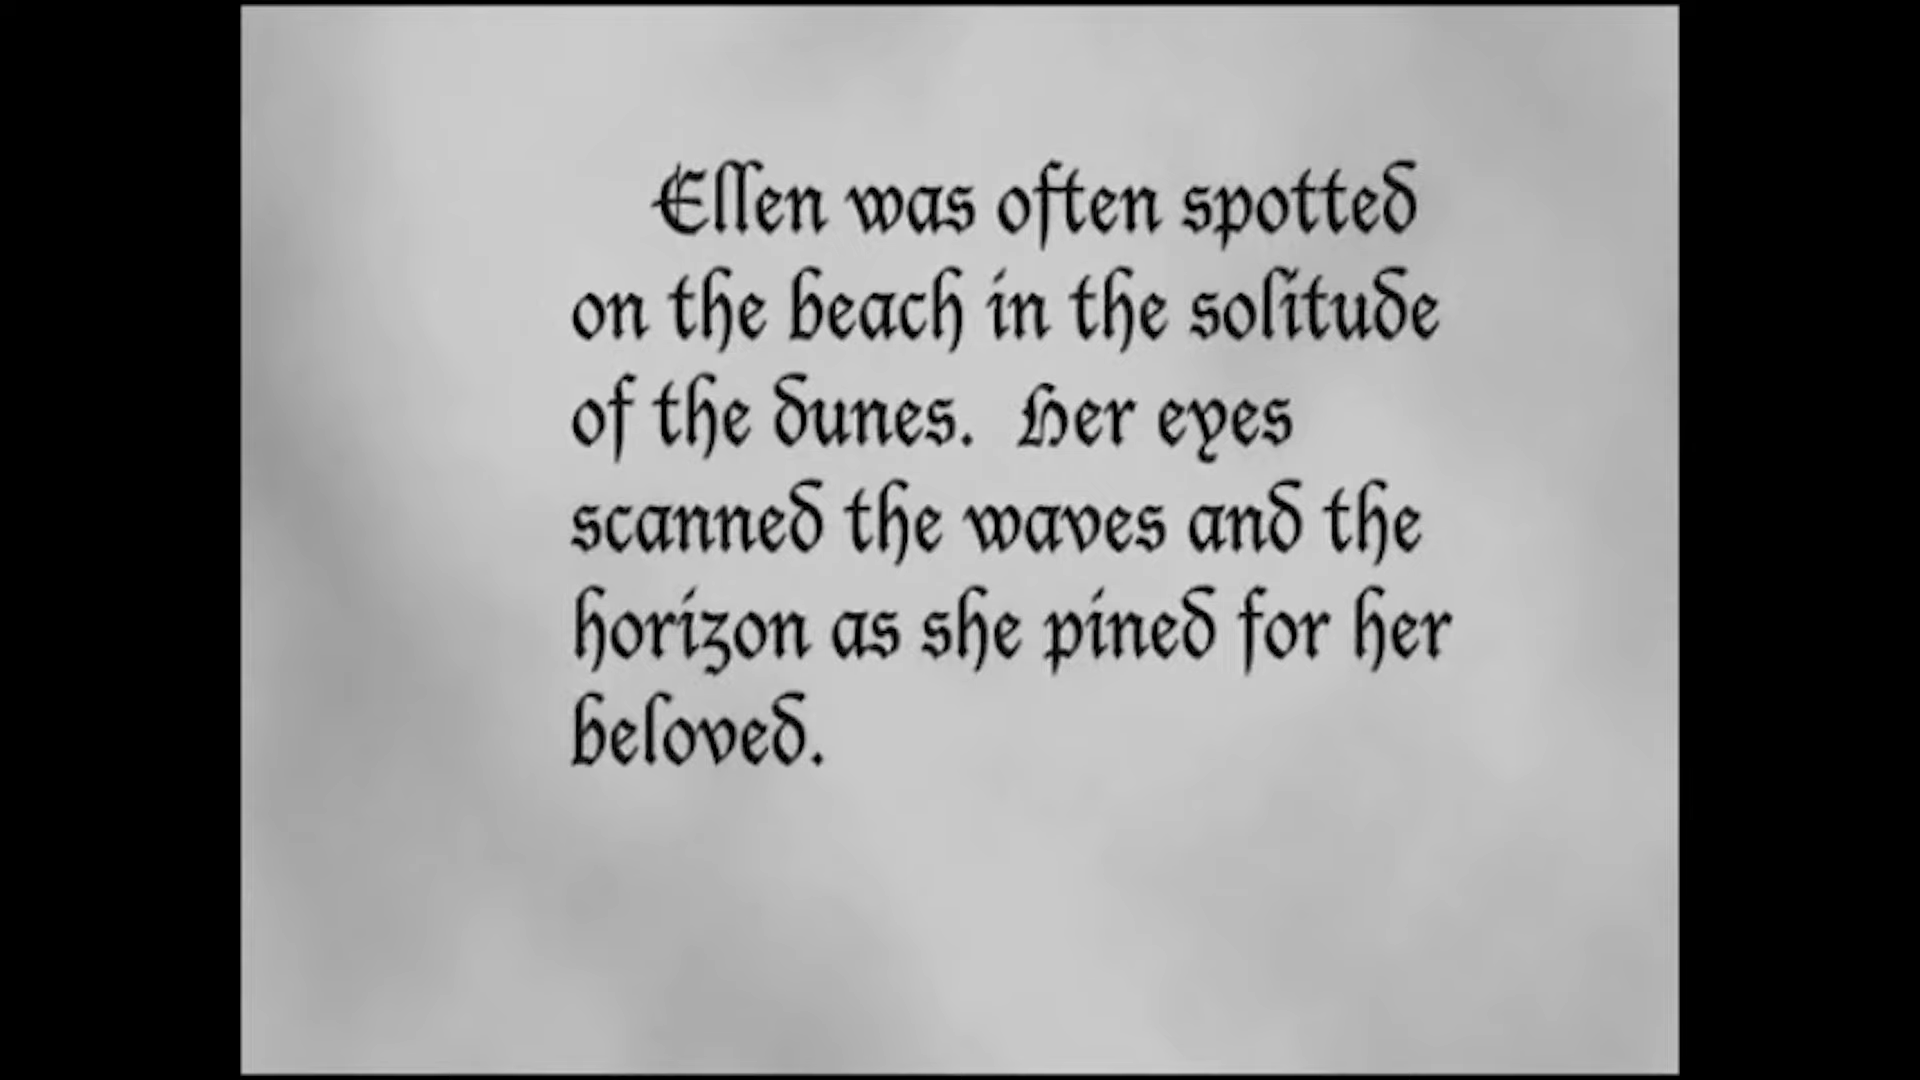 Ellen was often spotted
on the beach in the solitude
of the dunes. Her eyes
scanned the waves and the
horizon as she pined for her
beloved.